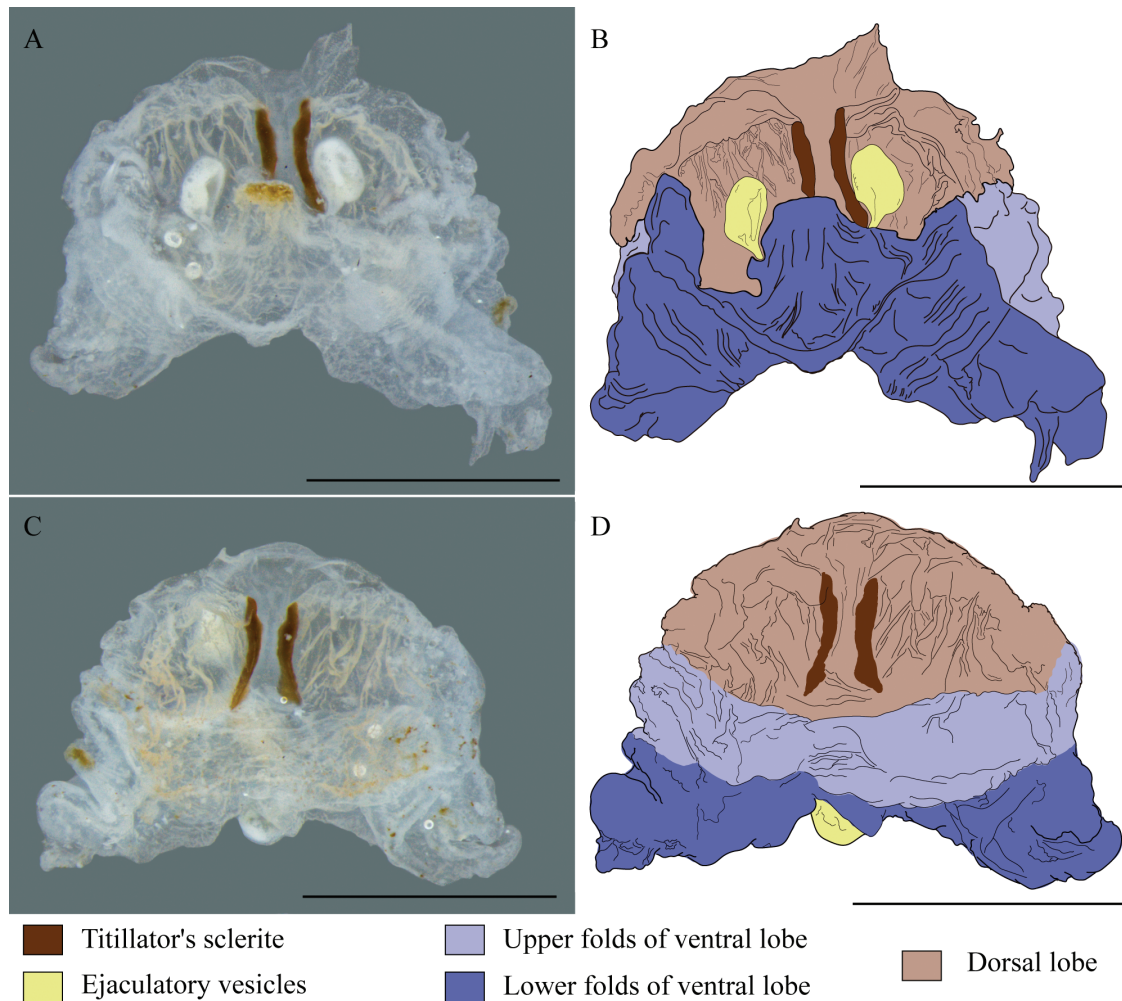 A
B
C
D
Titillator's sclerite
Ejaculatory vesicles
Upper folds of ventral lobe
Lower folds of ventral lobe
Dorsal lobe